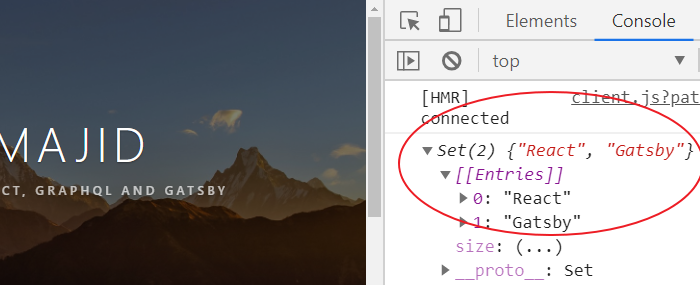 MAJID
CT, GRAPHQL AND GATSBY
Elements
Console
top
[HMR] client.js?pat
connected
Set(2) {"React", "Gatsby"}
[[Entries]]
0: "React"
1: "Gatsby"
size: (...)
__proto__: Set